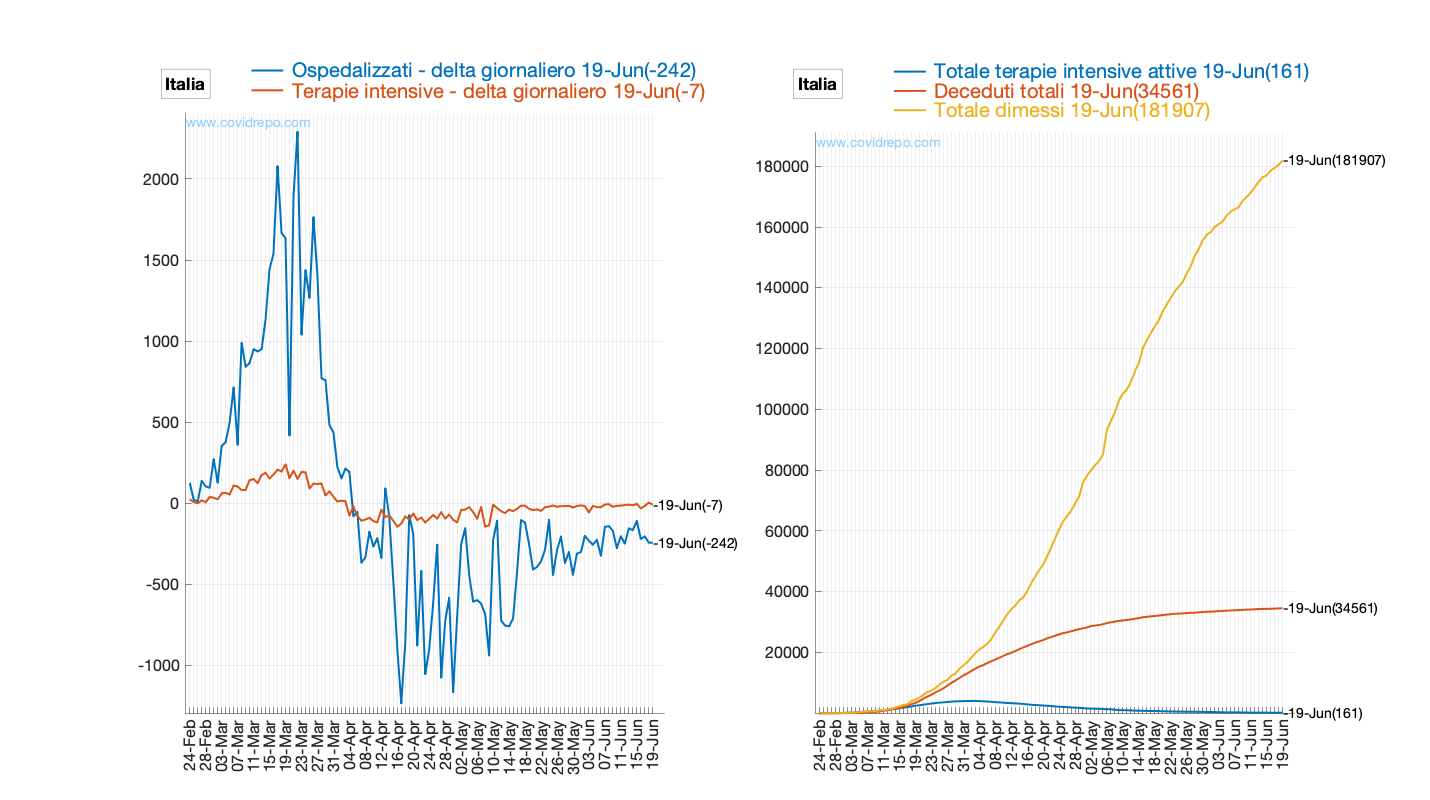 Italia
Ospedalizzati - delta giornaliero 19-Jun(-242)
Terapie intensive - delta giornaliero 19-Jun(-7)
www.covidrepo.com
2000
1500
1000
500
0
-500
-1000
-19-Jun(-7)
-19-Jun(-242)
24-Feb
28-Feb
03-Mar
07-Mar
11-Mar
15-Mar
19-Mar
23-Mar
27-Mar
31-Mar
04-Apr
08-Apr
12-Apr
16-Apr
20-Apr
24-Apr
28-Apr
02-May
06-May
10-May
14-May
18-May
22-May
26-May
30-May
03-Jun
07-Jun
11-Jun
15-Jun
19-Jun
Italia
Totale terapie intensive attive 19-Jun(161)
Deceduti totali 19-Jun(34561)
Totale dimessi 19-Jun(181907)
www.covidrepo.com
180000
160000
140000
120000
100000
80000
60000
40000
20000
-19-Jun(181907)
-19-Jun(34561)
-19-Jun(161)
24-Feb
28-Feb
03-Mar
07-Mar
11-Mar
15-Mar
19-Mar
23-Mar
27-Mar
31-Mar
04-Apr
08-Apr
12-Apr
16-Apr
20-Apr
24-Apr
28-Apr
02-May
06-May
10-May
14-May
18-May
22-May
26-May
30-May
03-Jun
07-Jun
11-Jun
15-Jun
19-Jun